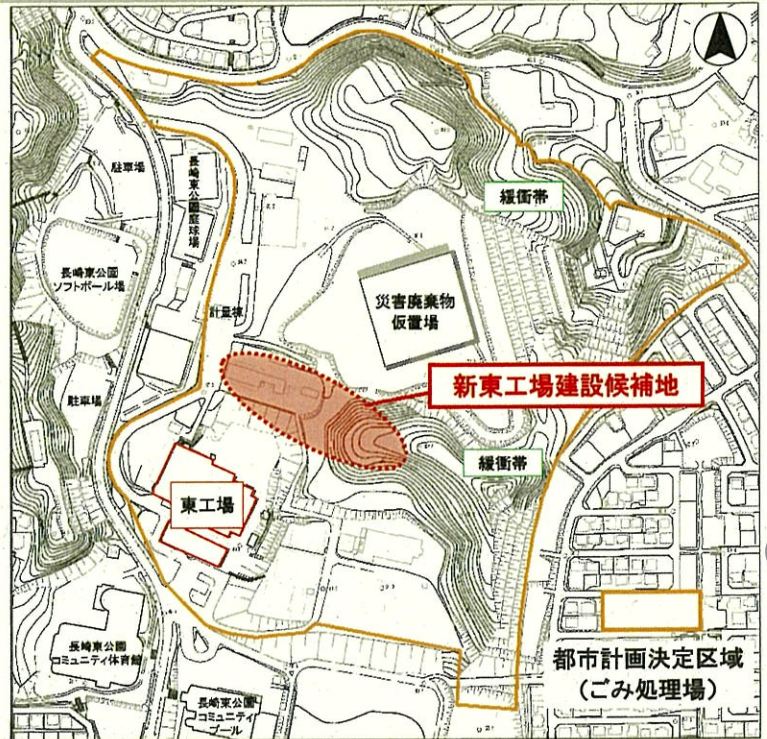 駐車場
長崎東公園庭球場
緩衝帯
長崎東公園
ソフトボール場
計量棟
災害廃棄物
仮置場
新東工場建設候補地
駐車場
緩衝帯
東工場
長崎東公園
コミュニティ体育館
長崎東公園
コミュニティ
プール
都市計画決定区域
(ごみ処理場)